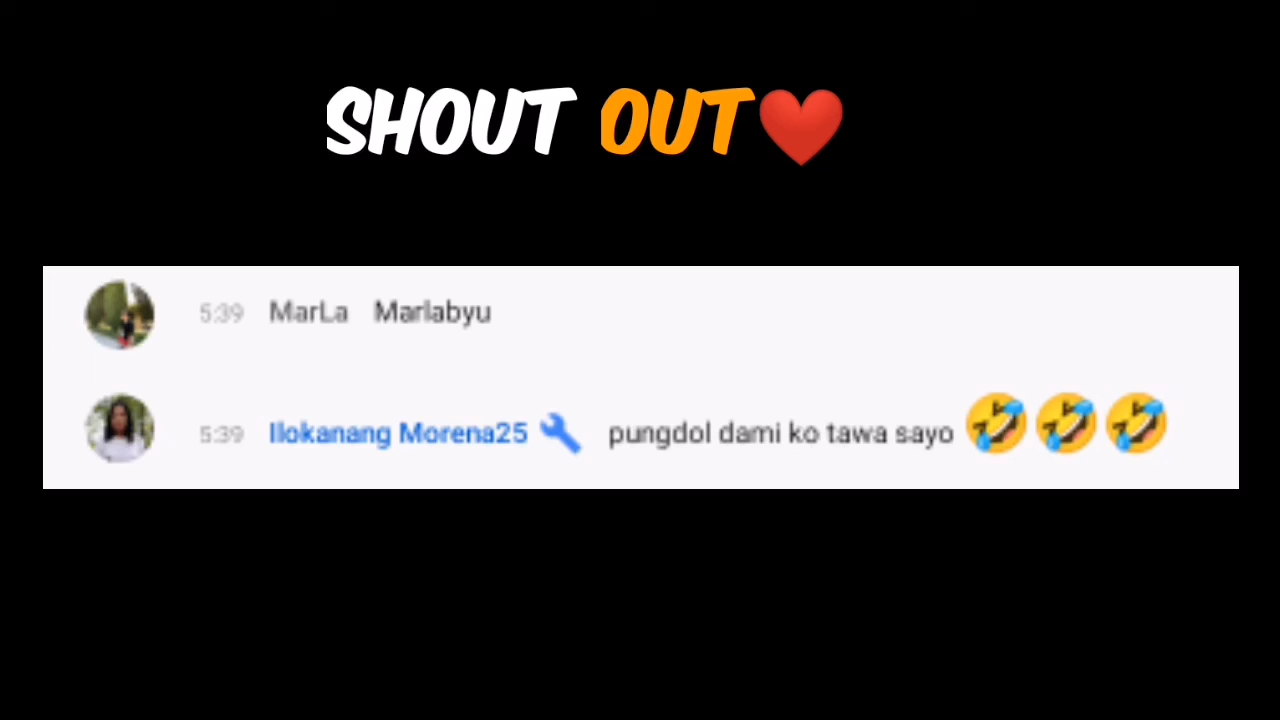 SHOUT OUT❤️
5:39 MarLa Marlabyu
5:39 Ilokanang Morena25 🔧 pungdol dami ko tawa sayo 🤣🤣🤣